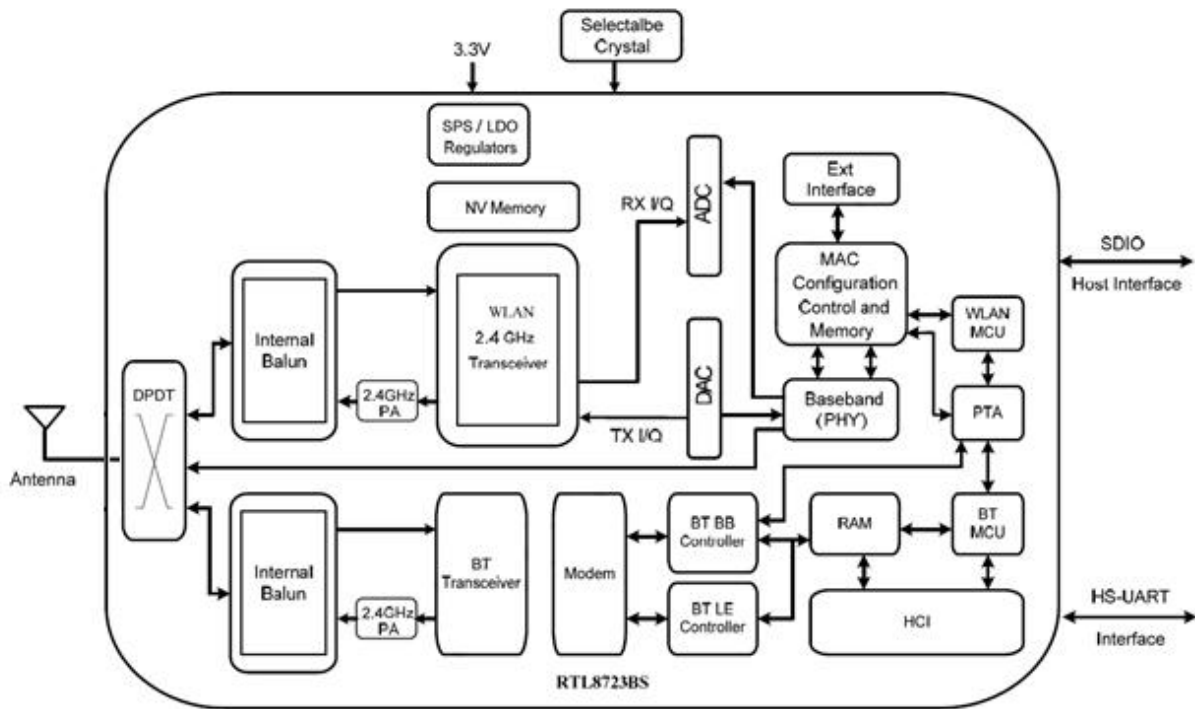 Selectalbe
Crystal
3.3V
SPS / LDO
Regulators
NV Memory
RX I/Q
ADC
Ext
Interface
SDIO
Host Interface
MAC
Configuration
Control and
Memory
WLAN
MCU
Internal
Balun
WLAN
2.4 GHz
Transceiver
2.4GHz
PA
DAC
TX I/Q
Baseband
(PHY)
PTA
DPDT
Antenna
Internal
Balun
2.4GHz
PA
BT
Transceiver
Modem
BT BB
Controller
BT LE
Controller
RAM
BT
MCU
HCI
HS-UART
Interface
RTL8723BS